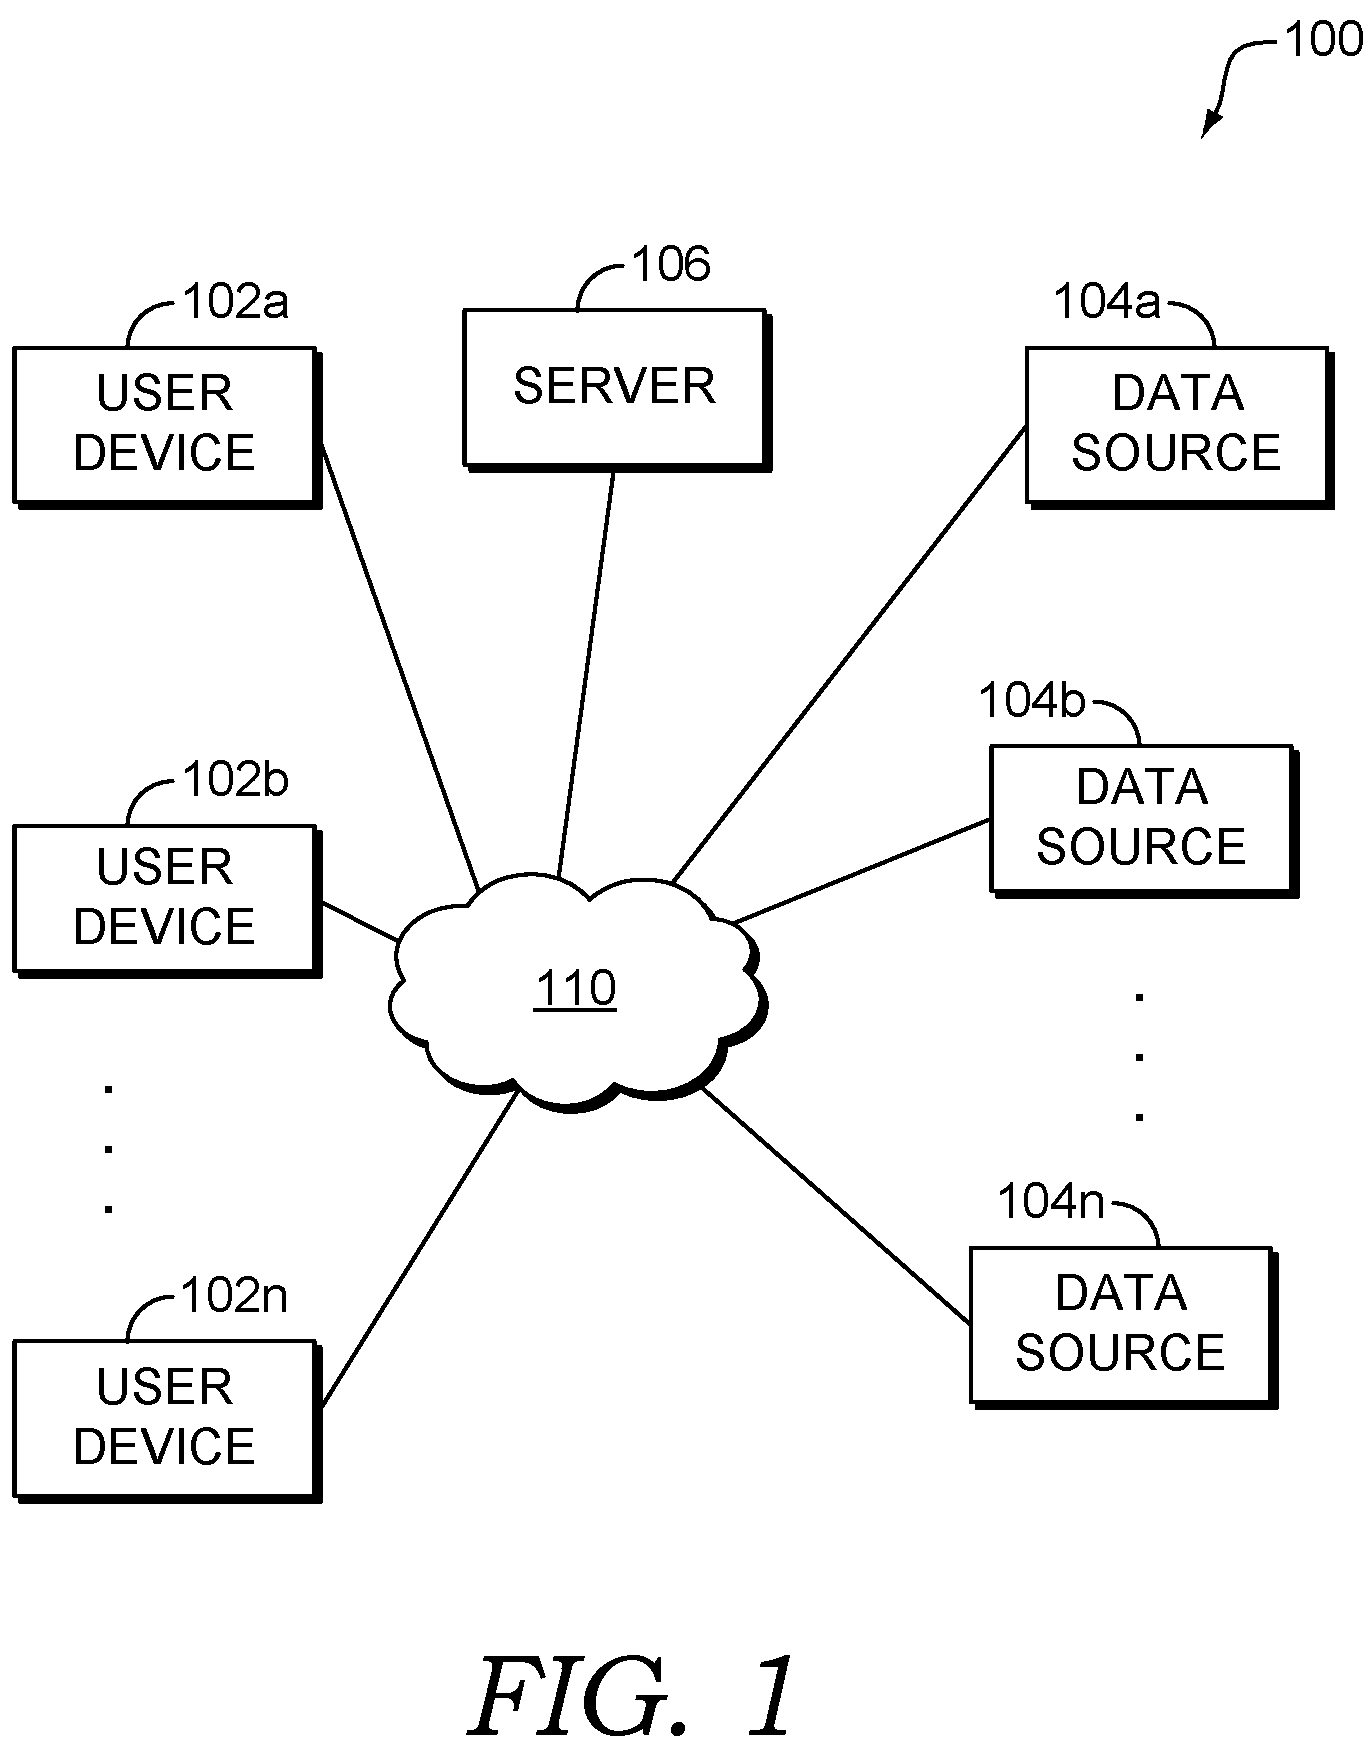 100
106
102a
104a
SERVER
USER
DEVICE
DATA
SOURCE
104b
102b
DATA
SOURCE
USER
DEVICE
110
104n
102n
DATA
SOURCE
USER
DEVICE
FIG. 1